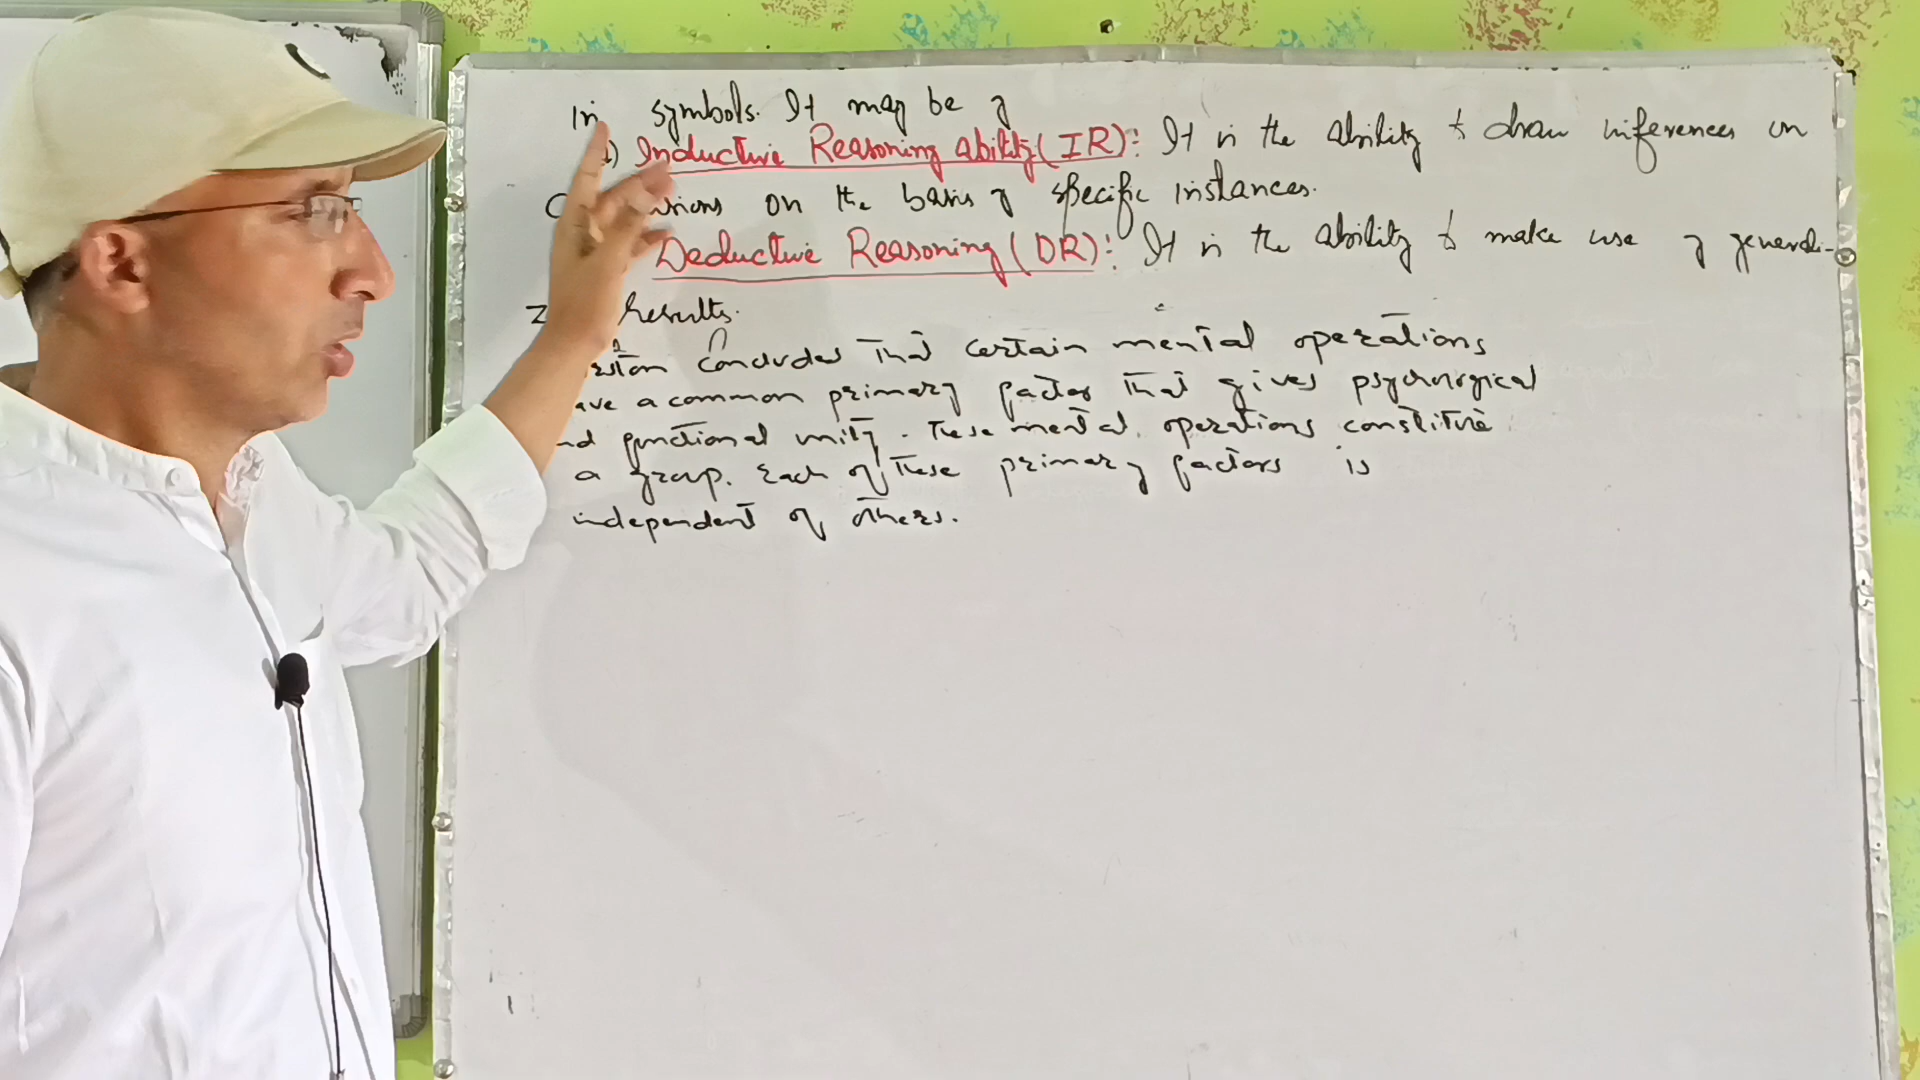 in symbols. It may be of
Inductive Reasoning ability (IR): It is the ability to draw inferences on
on the basis of specific instances.
Deductive Reasoning (DR): It is the ability to make use of generali-
Results.
concludes that certain mental operations
a common primary factor that gives psychological
functional unity. These mental operations constitute
a group. Each of these primary factors is
independent of others.